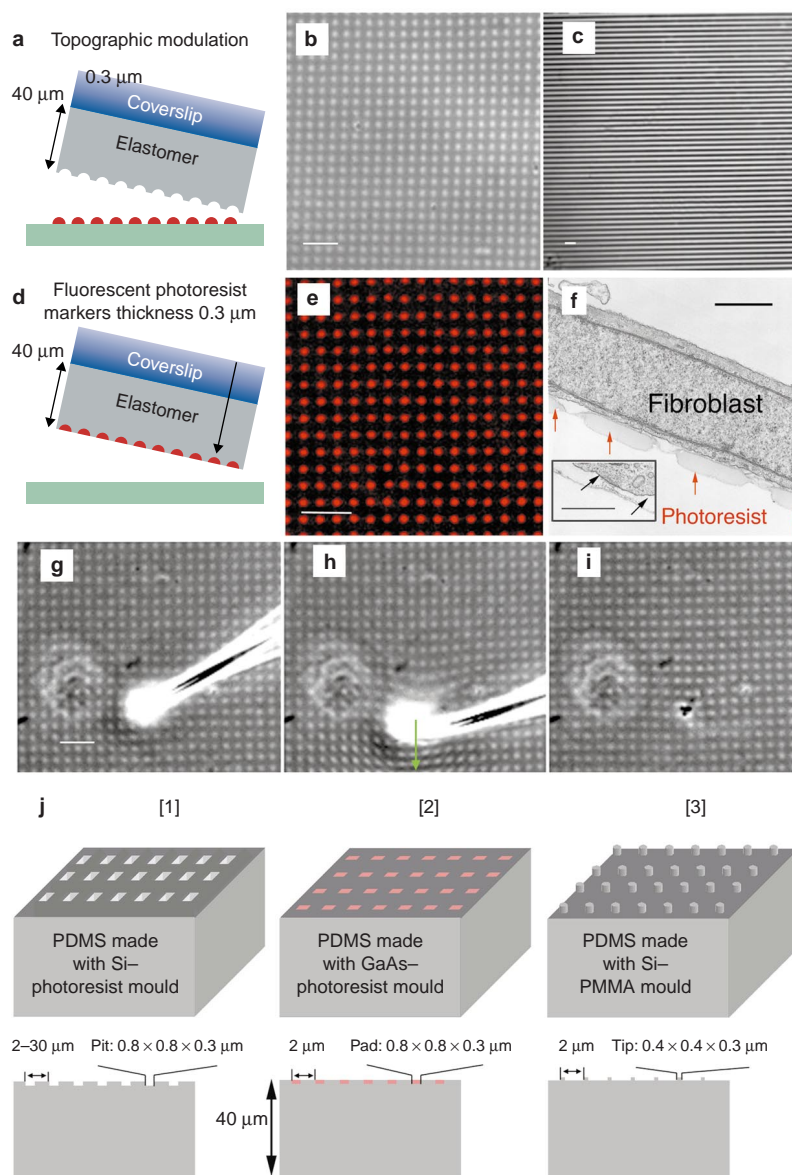 a Topographic modulation
0.3 µm
40 µm
Coverslip
Elastomer
b
c
d Fluorescent photoresist
markers thickness 0.3 µm
40 µm
Coverslip
Elastomer
e
f
Fibroblast
Photoresist
g
h
i
j [1] [2] [3]
PDMS made
with Si–
photoresist mould
PDMS made
with GaAs–
photoresist mould
PDMS made
with Si–
PMMA mould
2–30 µm Pit: 0.8 × 0.8 × 0.3 µm
2 µm Pad: 0.8 × 0.8 × 0.3 µm
2 µm Tip: 0.4 × 0.4 × 0.3 µm
40 µm